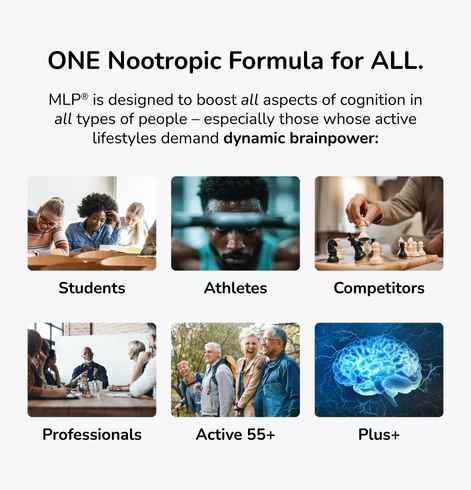 ONE Nootropic Formula for ALL.
MLP® is designed to boost all aspects of cognition in
all types of people – especially those whose active
lifestyles demand dynamic brainpower:
Students
Athletes
Competitors
Professionals
Active 55+
Plus+